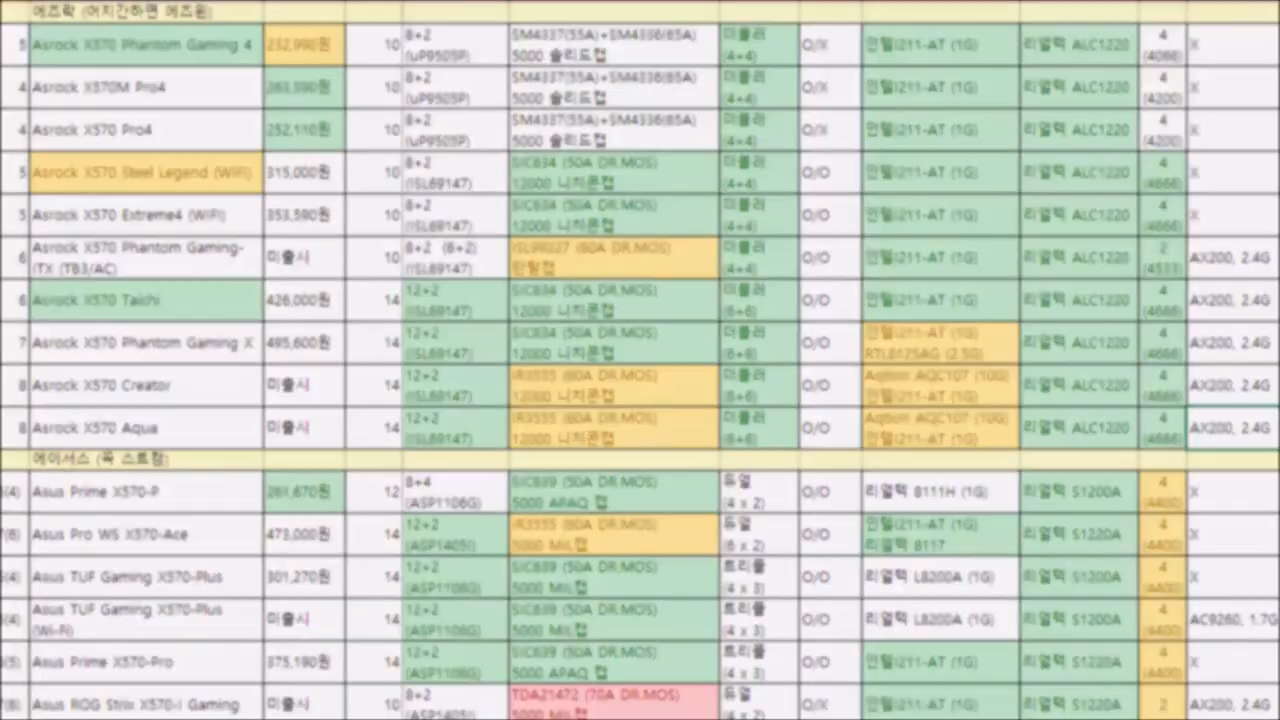 에즈락 (어지간하면 에즈윈)
5 Asrock X570 Phantom Gaming 4 232,990원 10 8+2 SM4337(55A)+SM4336(65A) 더블러 O/X 인텔i211-AT (1G) 리얼텍 ALC1220 4 X
(uP9505P) 5000 솔리드캡 (4+4) (4066)
4 Asrock X570M Pro4 10 8+2 SM4337(55A)+SM4336(65A) 더블러 O/X 인텔i211-AT (1G) 리얼텍 ALC1220 4 X
(uP9505P) 5000 솔리드캡 (4+4) (4200)
4 Asrock X570 Pro4 252,110원 10 8+2 SM4337(55A)+SM4336(65A) 더블러 O/X 인텔i211-AT (1G) 리얼텍 ALC1220 4 X
(uP9505P) 5000 솔리드캡 (4+4) (4200)
5 Asrock X570 Steel Legend (WiFi) 315,000원 10 8+2 SIC634 (50A DR.MOS) 더블러 O/O 인텔i211-AT (1G) 리얼텍 ALC1220 4 X
(ISL69147) 12000 니치콘캡 (4+4) (4666)
5 Asrock X570 Extreme4 (WiFi) 353,590원 10 8+2 SIC634 (50A DR.MOS) 더블러 O/O 인텔i211-AT (1G) 리얼텍 ALC1220 4 X
(ISL69147) 12000 니치콘캡 (4+4) (4666)
6 Asrock X570 Phantom Gaming- 미출시 10 8+2 (6+2) ISL99227 (60A DR.MOS) 더블러 O/O 인텔i211-AT (1G) 리얼텍 ALC1220 2 AX200, 2.4G
ITX (TB3/AC) (ISL69147) 탄탈캡 (4+4) (4533)
6 Asrock X570 Taichi 426,000원 14 12+2 SIC634 (50A DR.MOS) 더블러 O/O 인텔i211-AT (1G) 리얼텍 ALC1220 4 AX200, 2.4G
(ISL69147) 12000 니치콘캡 (6+6) (4666)
7 Asrock X570 Phantom Gaming X 495,600원 14 12+2 SIC634 (50A DR.MOS) 더블러 O/O 인텔i211-AT (1G) 리얼텍 ALC1220 4 AX200, 2.4G
(ISL69147) 12000 니치콘캡 (6+6) RTL8125AG (2.5G) (4666)
8 Asrock X570 Creator 미출시 14 12+2 IR3555 (60A DR.MOS) 더블러 O/O Aqtion AQC107 (10G) 리얼텍 ALC1220 4 AX200, 2.4G
(ISL69147) 12000 니치콘캡 (6+6) 인텔i211-AT (1G) (4666)
8 Asrock X570 Aqua 미출시 14 12+2 IR3555 (60A DR.MOS) 더블러 O/O Aqtion AQC107 (10G) 리얼텍 ALC1220 4 AX200, 2.4G
(ISL69147) 12000 니치콘캡 (6+6) 인텔i211-AT (1G) (4666)
에이서스 (폭 스트컴)
(4) Asus Prime X570-P 261,670원 12 8+4 SIC639 (50A DR.MOS) 듀얼 O/O 리얼텍 8111H (1G) 리얼텍 S1200A 4 X
(ASP1106G) 5000 APAQ 캡 (4 x 2) (4400)
(6) Asus Pro WS X570-Ace 473,000원 14 12+2 IR3555 (60A DR.MOS) 듀얼 O/O 인텔i211-AT (1G) 리얼텍 S1220A 4 X
(ASP1405I) 5000 MIL캡 (6 x 2) 리얼텍 8117 (4400)
(4) Asus TUF Gaming X570-Plus 301,270원 14 12+2 SIC639 (50A DR.MOS) 트리플 O/O 리얼텍 L8200A (1G) 리얼텍 S1200A 4 X
(ASP1106G) 5000 MIL캡 (4 x 3) (4400)
(4) Asus TUF Gaming X570-Plus 미출시 14 12+2 SIC639 (50A DR.MOS) 트리플 O/O 리얼텍 L8200A (1G) 리얼텍 S1200A 4 AC9260, 1.7G
(Wi-Fi) (ASP1106G) 5000 MIL캡 (4 x 3) (4400)
(5) Asus Prime X570-Pro 375,190원 14 12+2 SIC639 (50A DR.MOS) 트리플 O/O 인텔i211-AT (1G) 리얼텍 S1220A 4 X
(ASP1106G) 5000 APAQ 캡 (4 x 3) (4400)
(8) Asus ROG Strix X570-I Gaming 미출시 10 8+2 TDA21472 (70A DR.MOS) 듀얼 O/O 인텔i211-AT (1G) 리얼텍 S1220A 2 AX200, 2.4G
(ASP1405I) 5000 MIL캡 (4 x 2)